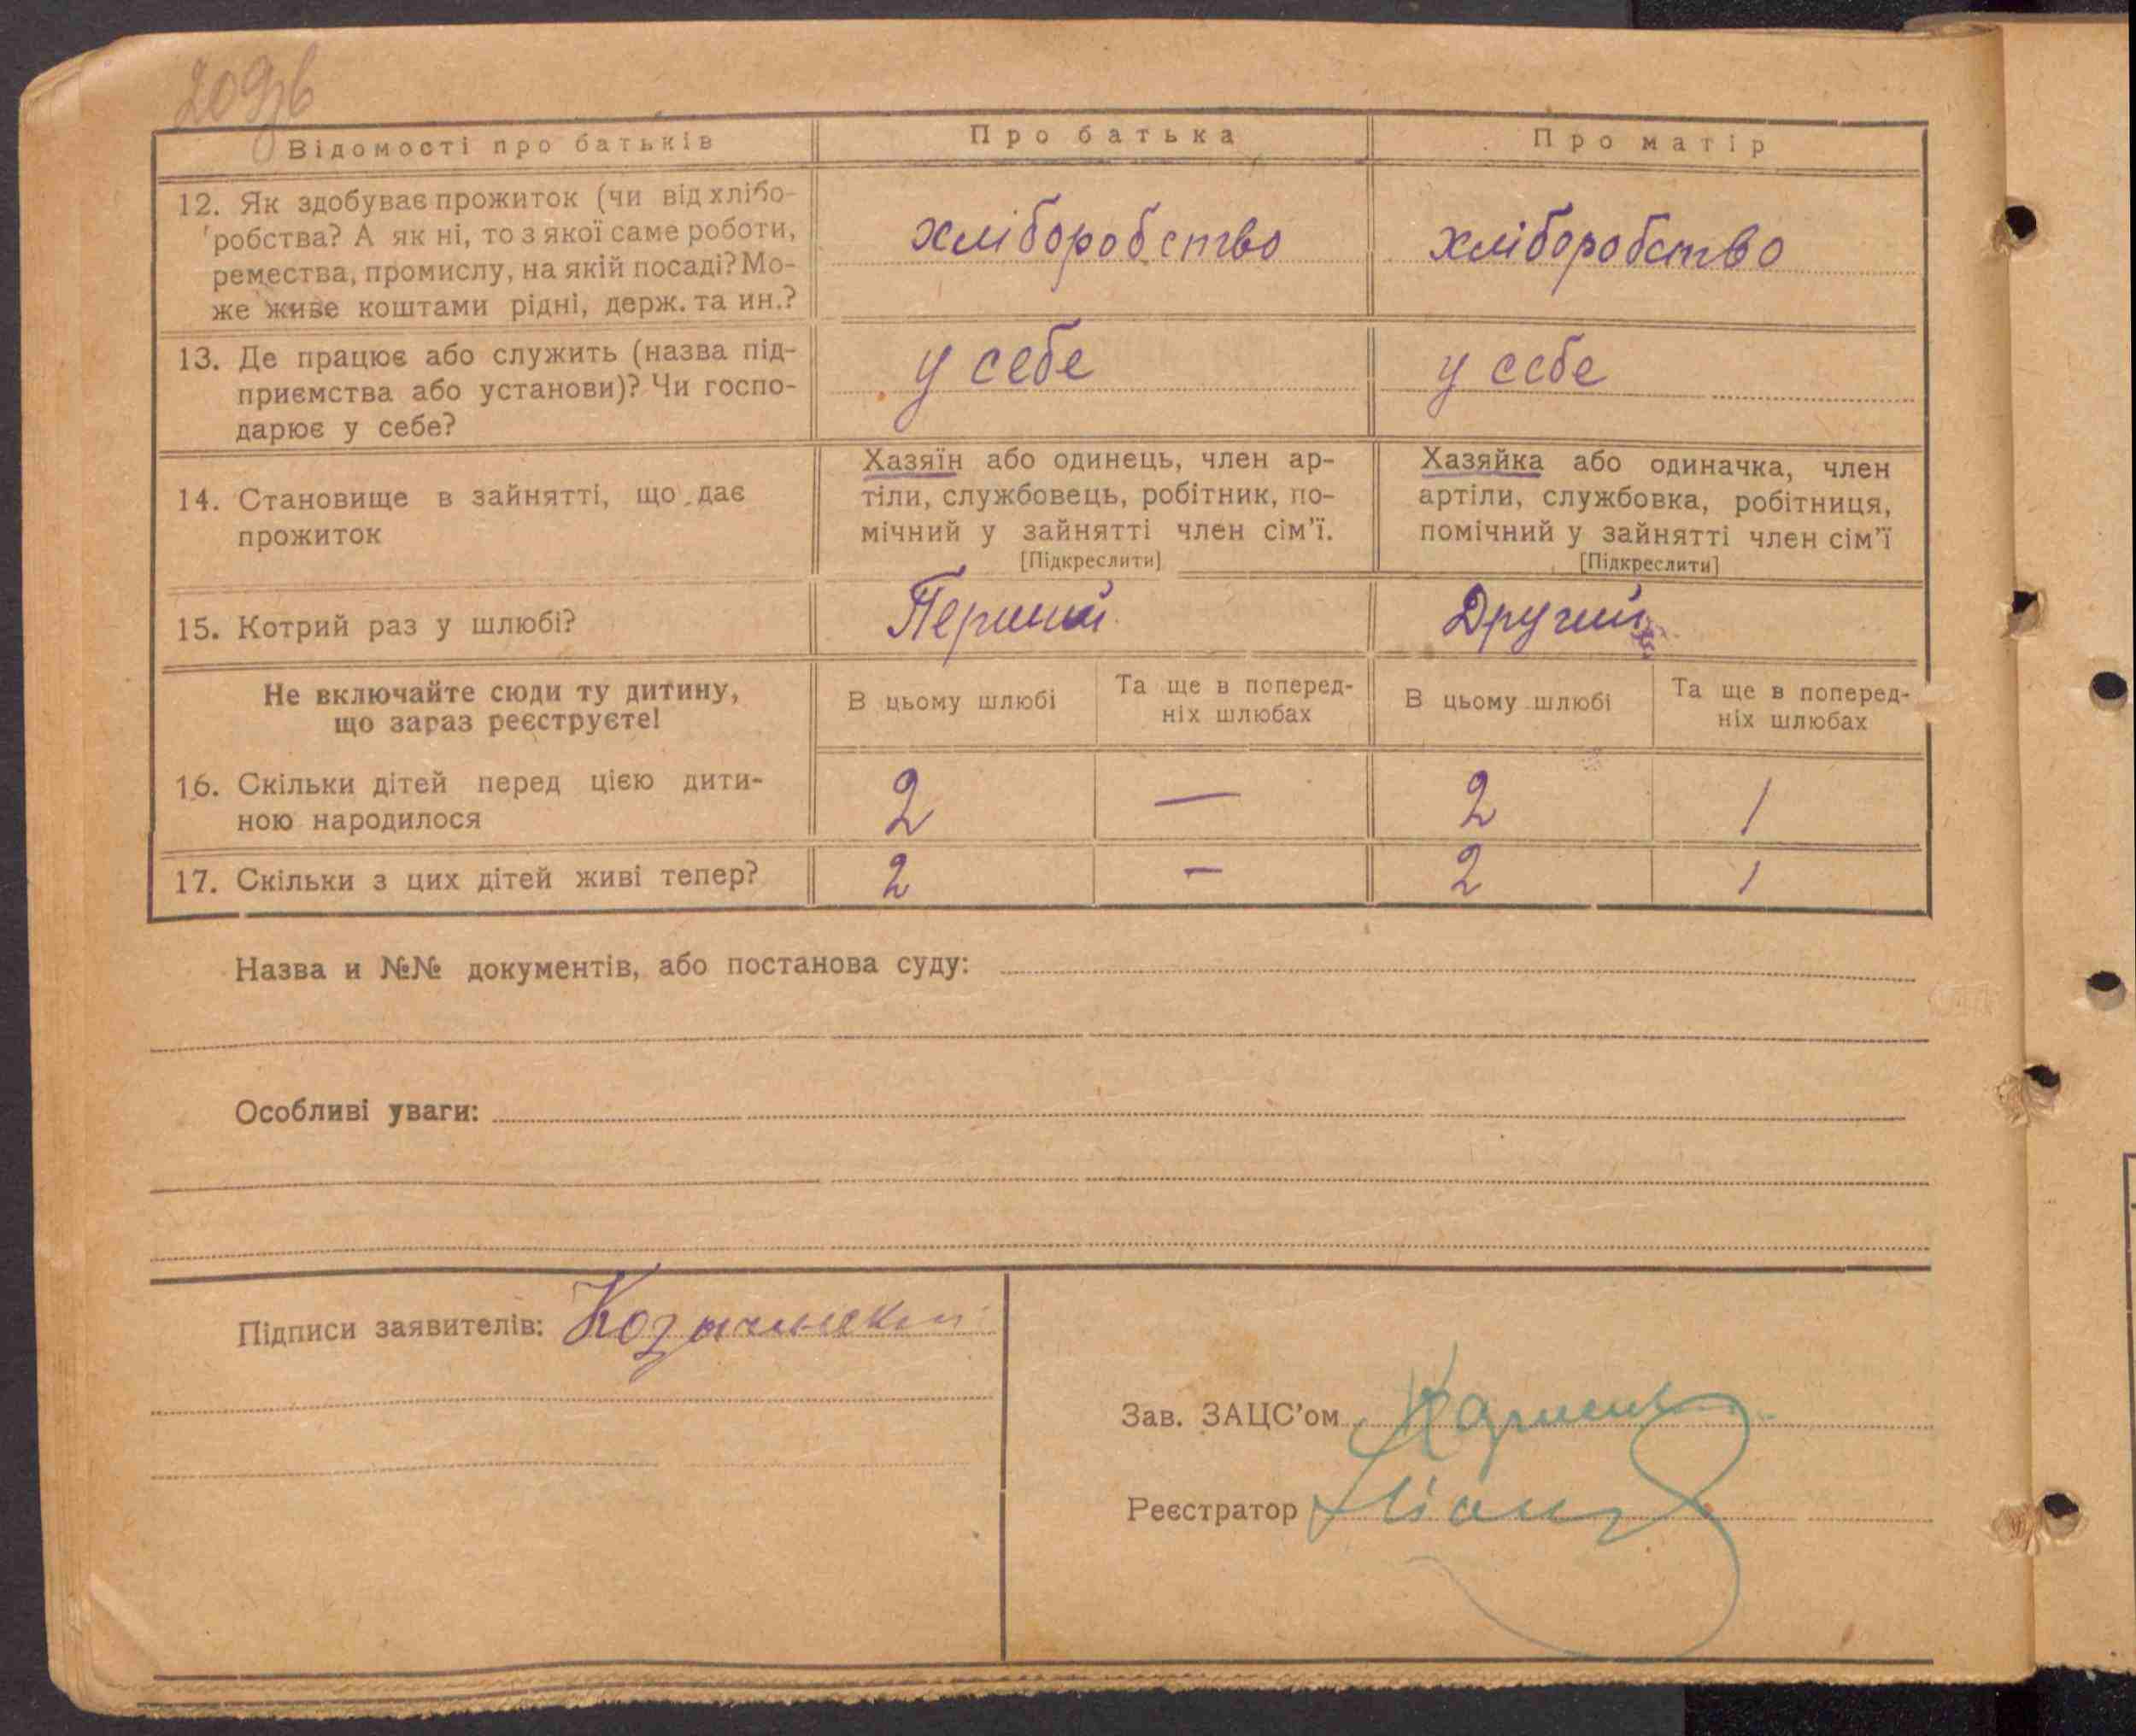 Відомості про батьків
Про батька
Про матір
12. Як здобуває прожиток (чи від хлібо-
робства? А як ні, то з якої саме роботи,
ремества, промислу, на якій посаді? Мо-
же живе коштами рідні, держ. та ин.?
хліборобство
хліборобство
13. Де працює або служить (назва під-
приємства або установи)? Чи госпо-
дарює у себе?
у себе
у себе
14. Становище в зайнятті, що дає
прожиток
Хазяїн або одинець, член ар-
тіли, службовець, робітник, по-
мічний у зайнятті член сім'ї.
[Підкреслити]
Хазяйка або одиначка, член
артіли, службовка, робітниця,
помічний у зайнятті член сім'ї
[Підкреслити]
15. Котрий раз у шлюбі?
Перший
Другий
Не включайте сюди ту дитину,
що зараз реєструєте!
В цьому шлюбі
Та ще в поперед-
ніх шлюбах
В цьому шлюбі
Та ще в поперед-
ніх шлюбах
16. Скільки дітей перед цією дити-
ною народилося
2 — 2 1
17. Скільки з цих дітей живі тепер?
2 — 2 1
Назва и №№ документів, або постанова суду:
Особливі уваги:
Підписи заявителів:
Зав. ЗАЦС'ом
Реєстратор